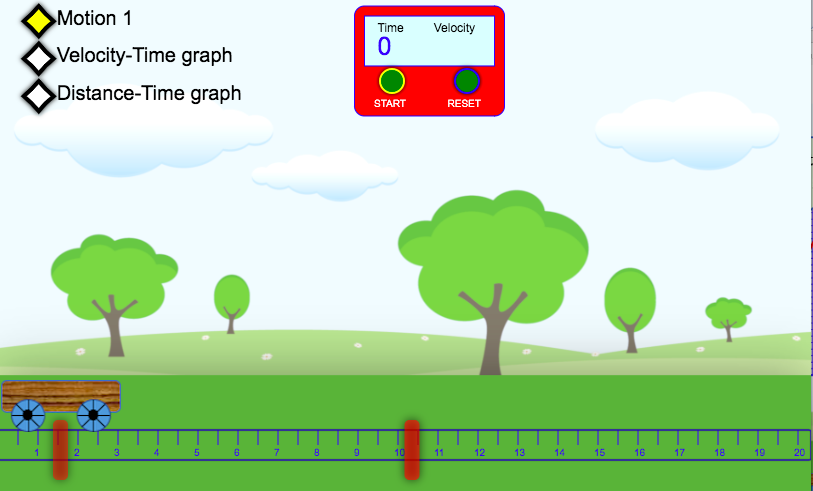 Motion 1
Velocity-Time graph
Distance-Time graph
Time Velocity
0
START RESET
1 2 3 4 5 6 7 8 9 10 11 12 13 14 15 16 17 18 19 20